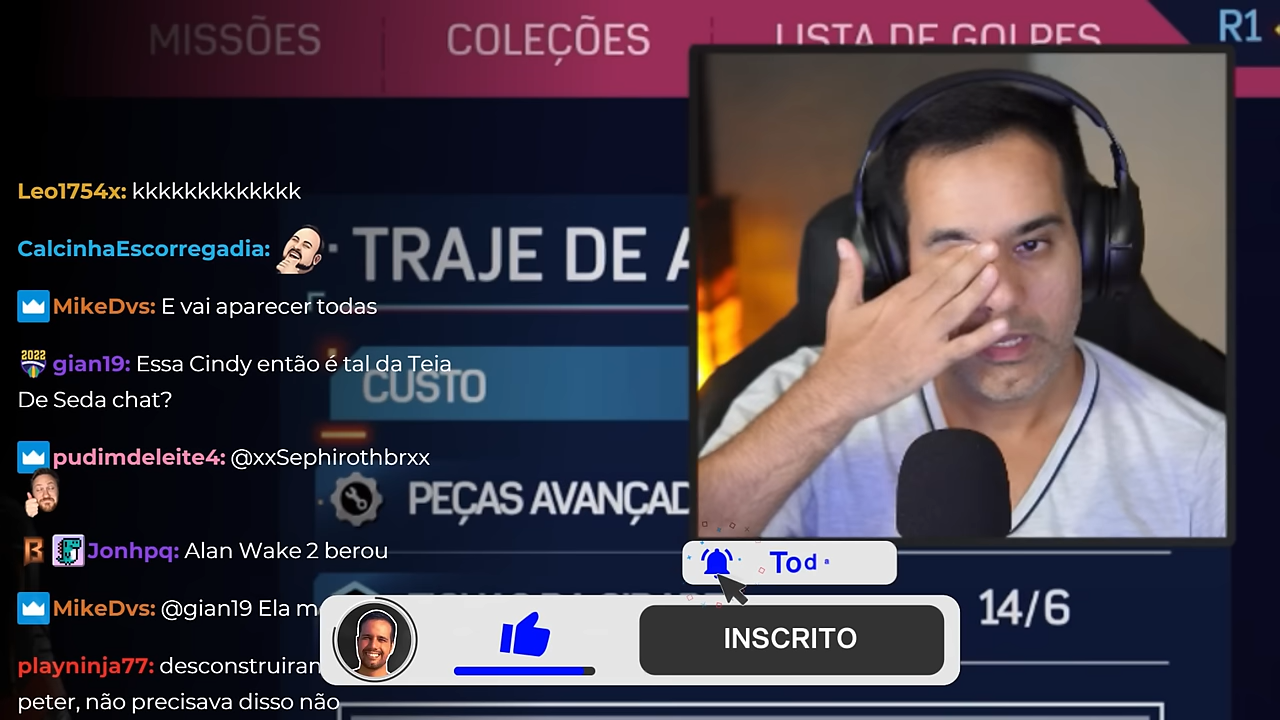 MISSÕES
COLEÇÕES
LISTA DE GOLPES
R1
Leo1754x: kkkkkkkkkkkkk
CalcinhaEscorregadia:
MikeDvs: E vai aparecer todas
2022 gian19: Essa Cindy então é tal da Teia
De Seda chat?
pudimdeleite4: @xxSephirothbrxx
Jonhpq: Alan Wake 2 berou
MikeDvs: @gian19 Ela m
playninja77: desconstruiran
peter, não precisava disso não
TRAJE DE A
CUSTO
PEÇAS AVANÇAD
14/6
Toda
INSCRITO